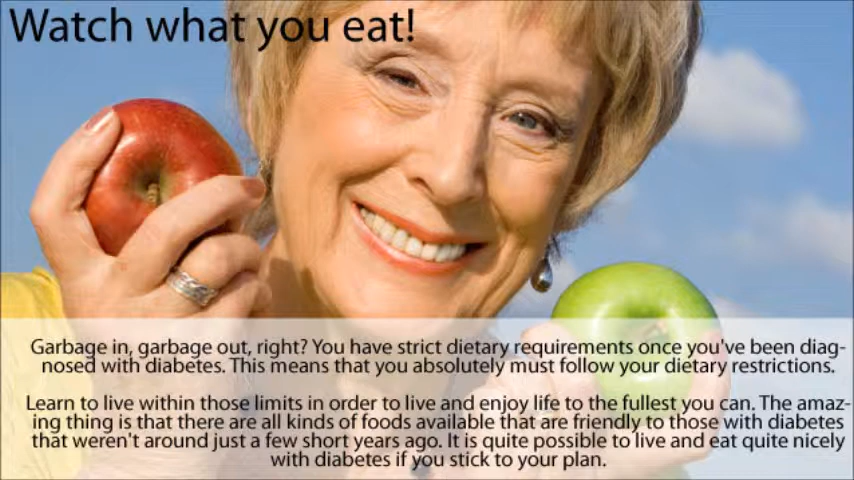 Watch what you eat!
Garbage in, garbage out, right? You have strict dietary requirements once you've been diag-
nosed with diabetes. This means that you absolutely must follow your dietary restrictions.
Learn to live within those limits in order to live and enjoy life to the fullest you can. The amaz-
ing thing is that there are all kinds of foods available that are friendly to those with diabetes
that weren't around just a few short years ago. It is quite possible to live and eat quite nicely
with diabetes if you stick to your plan.